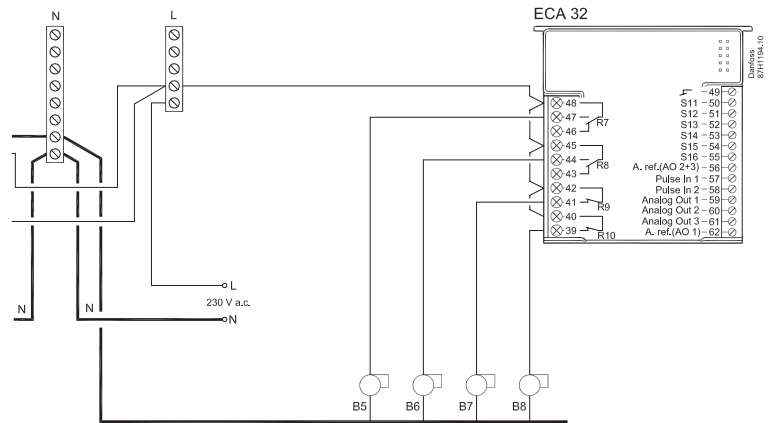 N
L
ECA 32
Danfoss
87H1194.10
48
47
46
R7
45
44
43
R8
42
41
R9
40
39
R10
49
S11 – 50
S12 – 51
S13 – 52
S14 – 53
S15 – 54
S16 – 55
A. ref.(AO 2+3) – 56
Pulse In 1 – 57
Pulse In 2 – 58
Analog Out 1 – 59
Analog Out 2 – 60
Analog Out 3 – 61
A. ref.(AO 1) – 62
L
230 V a.c.
N
N
N
B5
B6
B7
B8